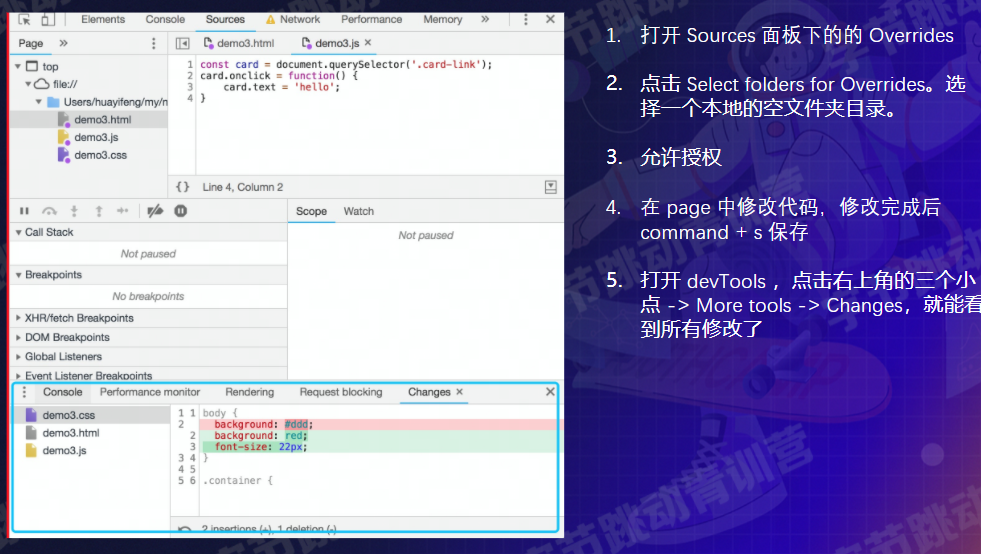 Elements Console Sources Network Performance Memory
Page
demo3.html demo3.js
top
file://
Users/huayifeng/my/n
demo3.html
demo3.js
demo3.css
1 const card = document.querySelector('.card-link');
2 card.onclick = function() {
3 card.text = 'hello';
4 }
{} Line 4, Column 2
Scope Watch
Not paused
Call Stack
Not paused
Breakpoints
No breakpoints
XHR/fetch Breakpoints
DOM Breakpoints
Global Listeners
Event Listener Breakpoints
Console Performance monitor Rendering Request blocking Changes
demo3.css
demo3.html
demo3.js
1 1 body {
2 background: #ddd;
2 background: red;
3 font-size: 22px;
3 4 }
4 5
5 6 .container {
2 insertions (+), 1 deletion (-)
1. 打开 Sources 面板下的的 Overrides
2. 点击 Select folders for Overrides。选
择一个本地的空文件夹目录。
3. 允许授权
4. 在 page 中修改代码，修改完成后
command + s 保存
5. 打开 devTools ，点击右上角的三个小
点 -> More tools -> Changes，就能看
到所有修改了